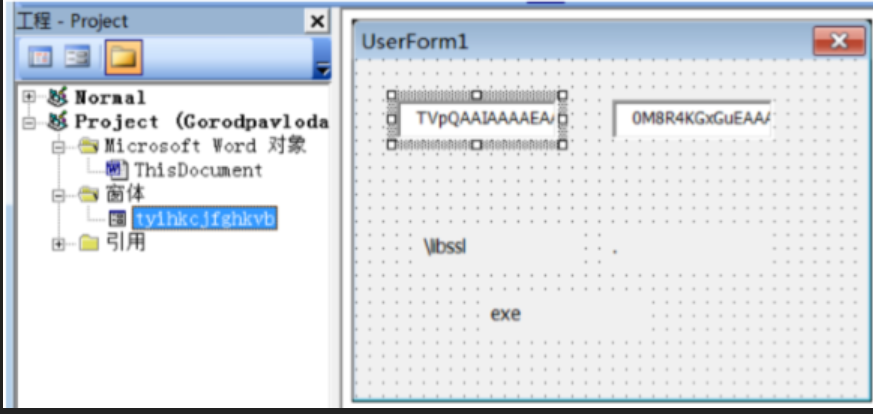 工程 - Project
Normal
Project (Gorodpavloda
Microsoft Word 对象
ThisDocument
窗体
tyihkcjfghkvb
引用
UserForm1
TVpQAAIAAAAEA
0M8R4KGxGuEAAA
\libssl
.
exe